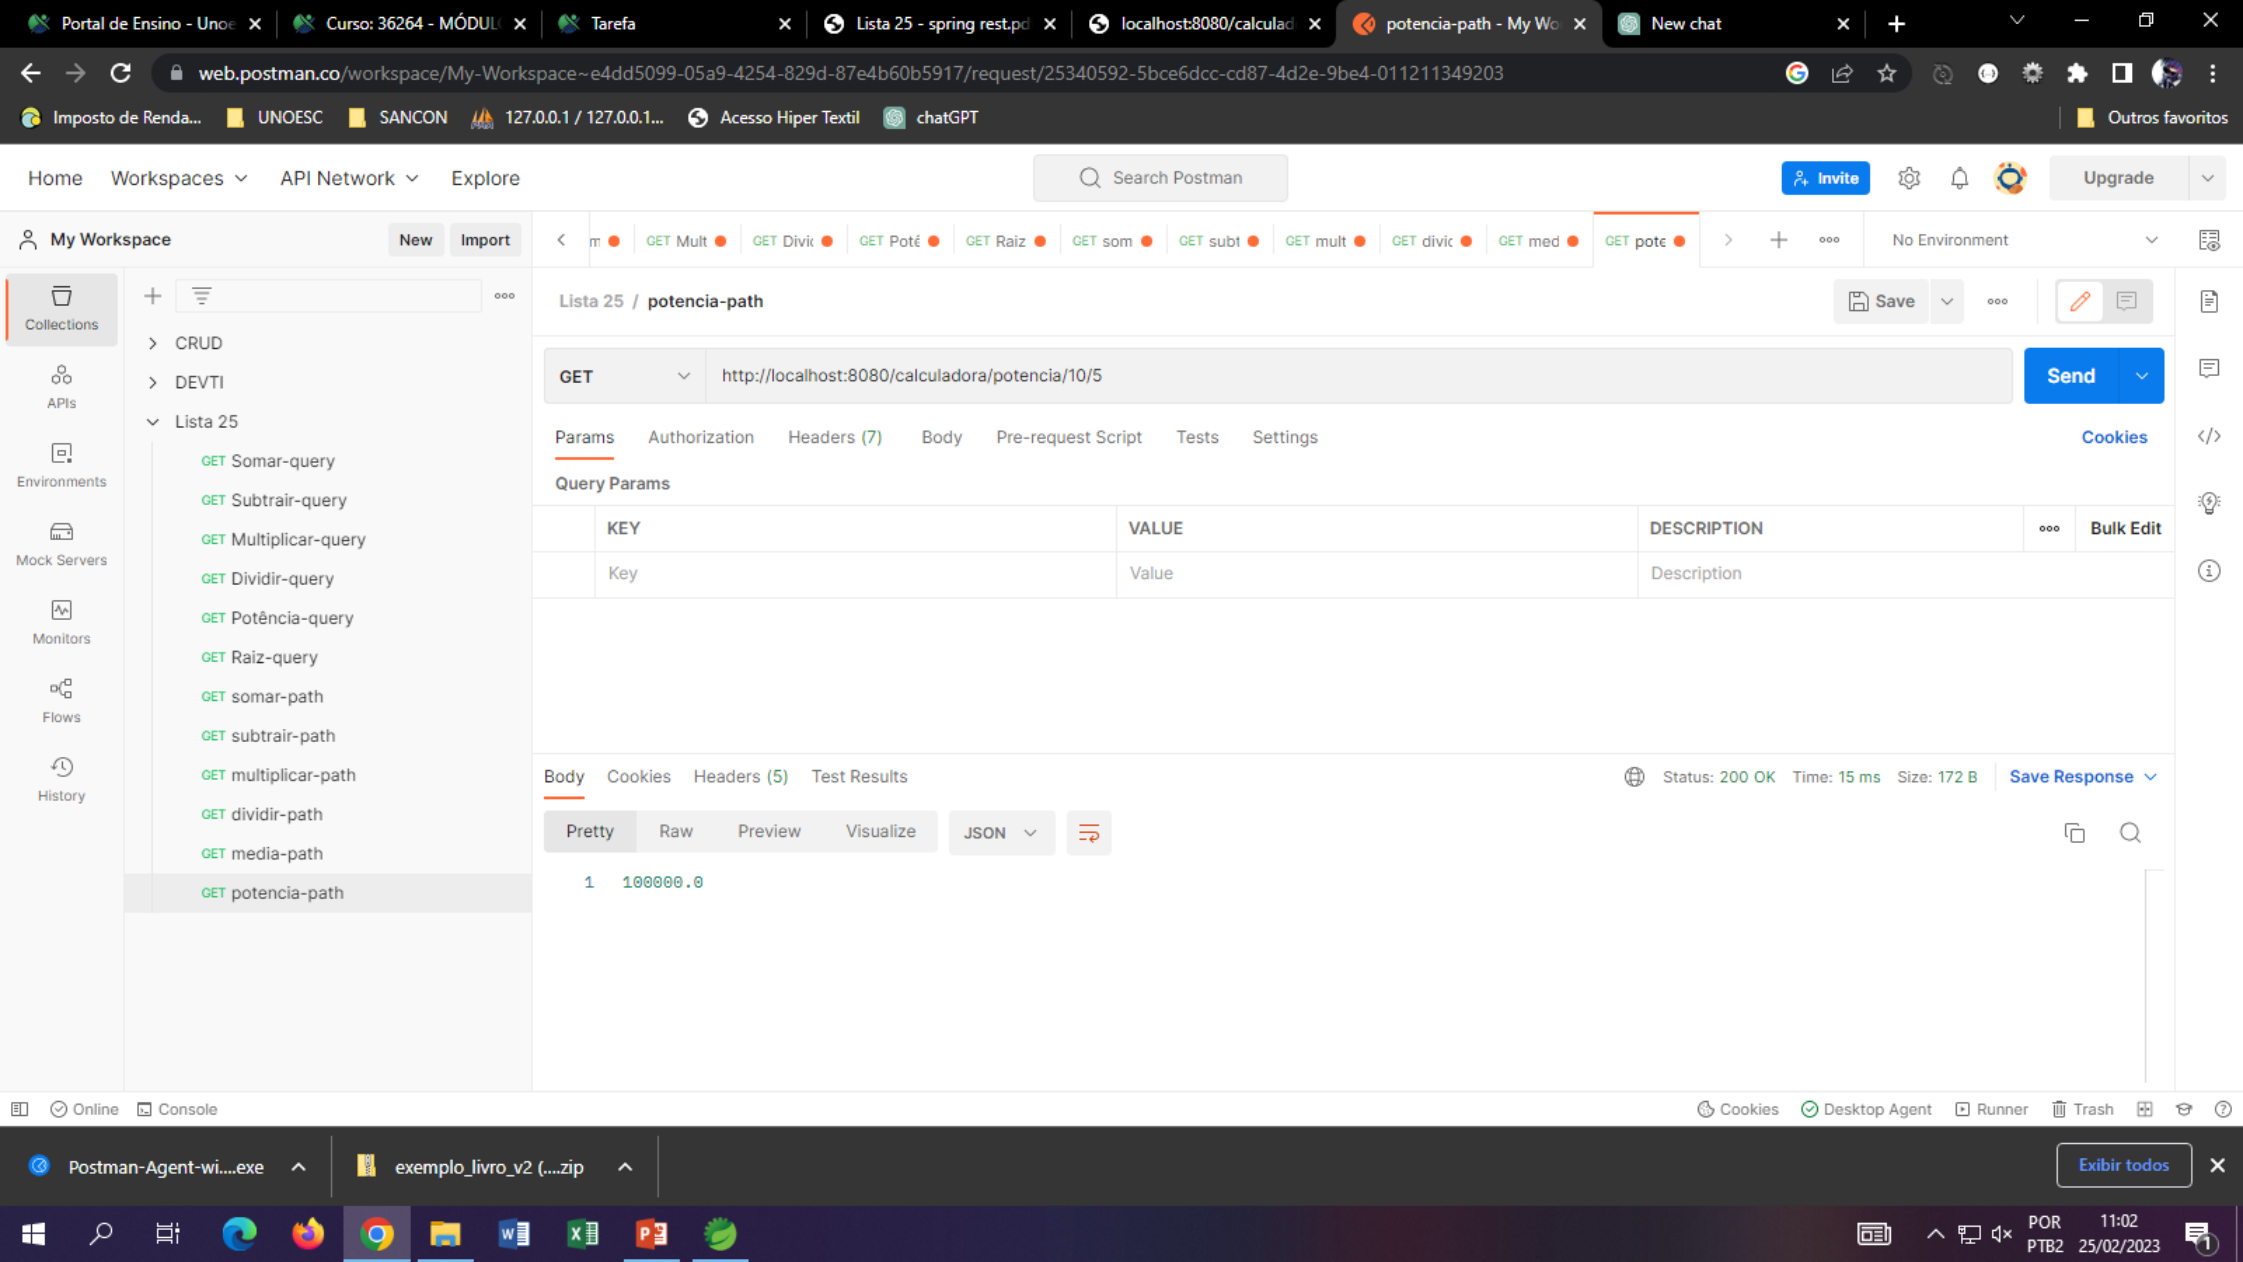 Portal de Ensino - Unoe
Curso: 36264 - MÓDUL
Tarefa
Lista 25 - spring rest.pd
localhost:8080/calculad
potencia-path - My Wo
New chat
web.postman.co/workspace/My-Workspace~e4dd5099-05a9-4254-829d-87e4b60b5917/request/25340592-5bce6dcc-cd87-4d2e-9be4-011211349203
Imposto de Renda...
UNOESC
SANCON
127.0.0.1 / 127.0.0.1...
Acesso Hiper Textil
chatGPT
Outros favoritos
Home
Workspaces
API Network
Explore
Search Postman
Invite
Upgrade
My Workspace
New
Import
m
GET Mult
GET Divi
GET Potê
GET Raiz
GET som
GET subt
GET mult
GET divic
GET med
GET pote
No Environment
Collections
APIs
Environments
Mock Servers
Monitors
Flows
History
CRUD
DEVTI
Lista 25
GET Somar-query
GET Subtrair-query
GET Multiplicar-query
GET Dividir-query
GET Potência-query
GET Raiz-query
GET somar-path
GET subtrair-path
GET multiplicar-path
GET dividir-path
GET media-path
GET potencia-path
Lista 25 / potencia-path
Save
GET
http://localhost:8080/calculadora/potencia/10/5
Send
Params
Authorization
Headers (7)
Body
Pre-request Script
Tests
Settings
Cookies
Query Params
KEY
VALUE
DESCRIPTION
Bulk Edit
Key
Value
Description
Body
Cookies
Headers (5)
Test Results
Status: 200 OK
Time: 15 ms
Size: 172 B
Save Response
Pretty
Raw
Preview
Visualize
JSON
1
100000.0
Online
Console
Cookies
Desktop Agent
Runner
Trash
Postman-Agent-wi....exe
exemplo_livro_v2 (....zip
Exibir todos
POR
PTB2
11:02
25/02/2023
1